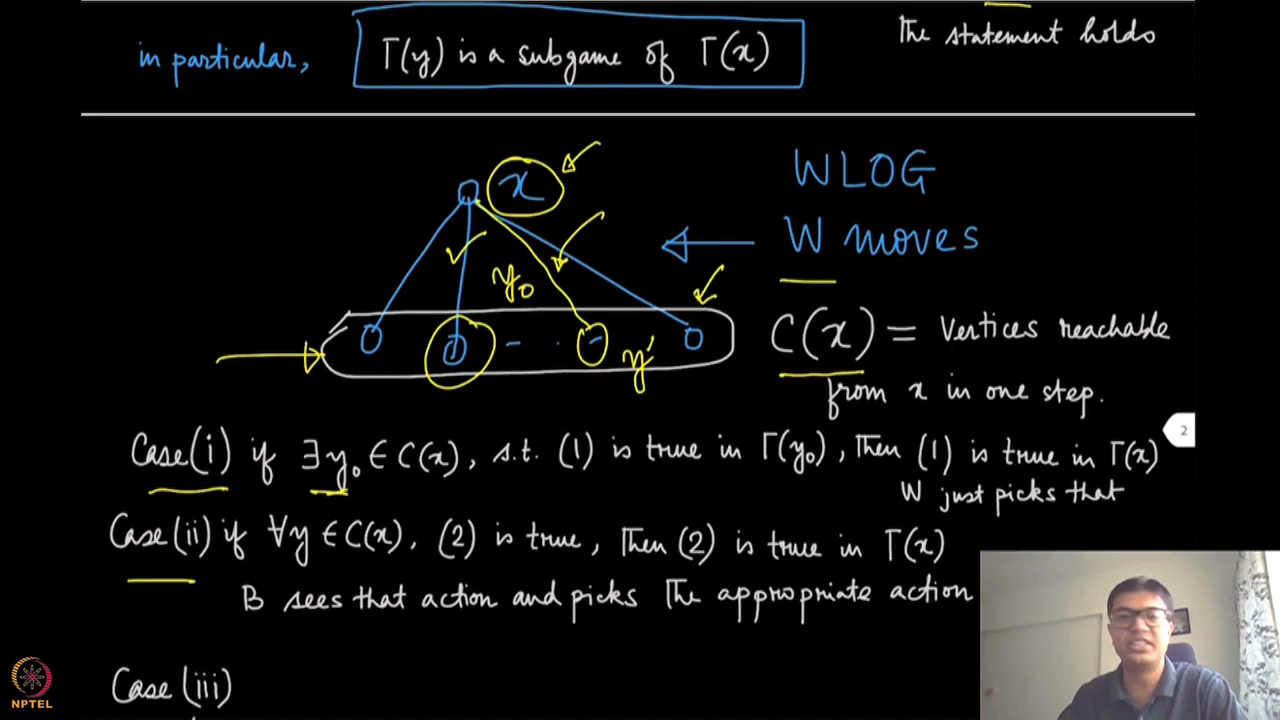 The statement holds
in particular, Γ(y) is a subgame of Γ(x)
x
WLOG
W moves
y₀
y'
C(x) = Vertices reachable
from x in one step.
Case(i) if ∃y₀ ∈ C(x), s.t. (1) is true in Γ(y₀), Then (1) is true in Γ(x)
W just picks that
Case(ii) if ∀y ∈ C(x), (2) is true, Then (2) is true in Γ(x)
B sees that action and picks The appropriate action
Case (iii)
2
NPTEL